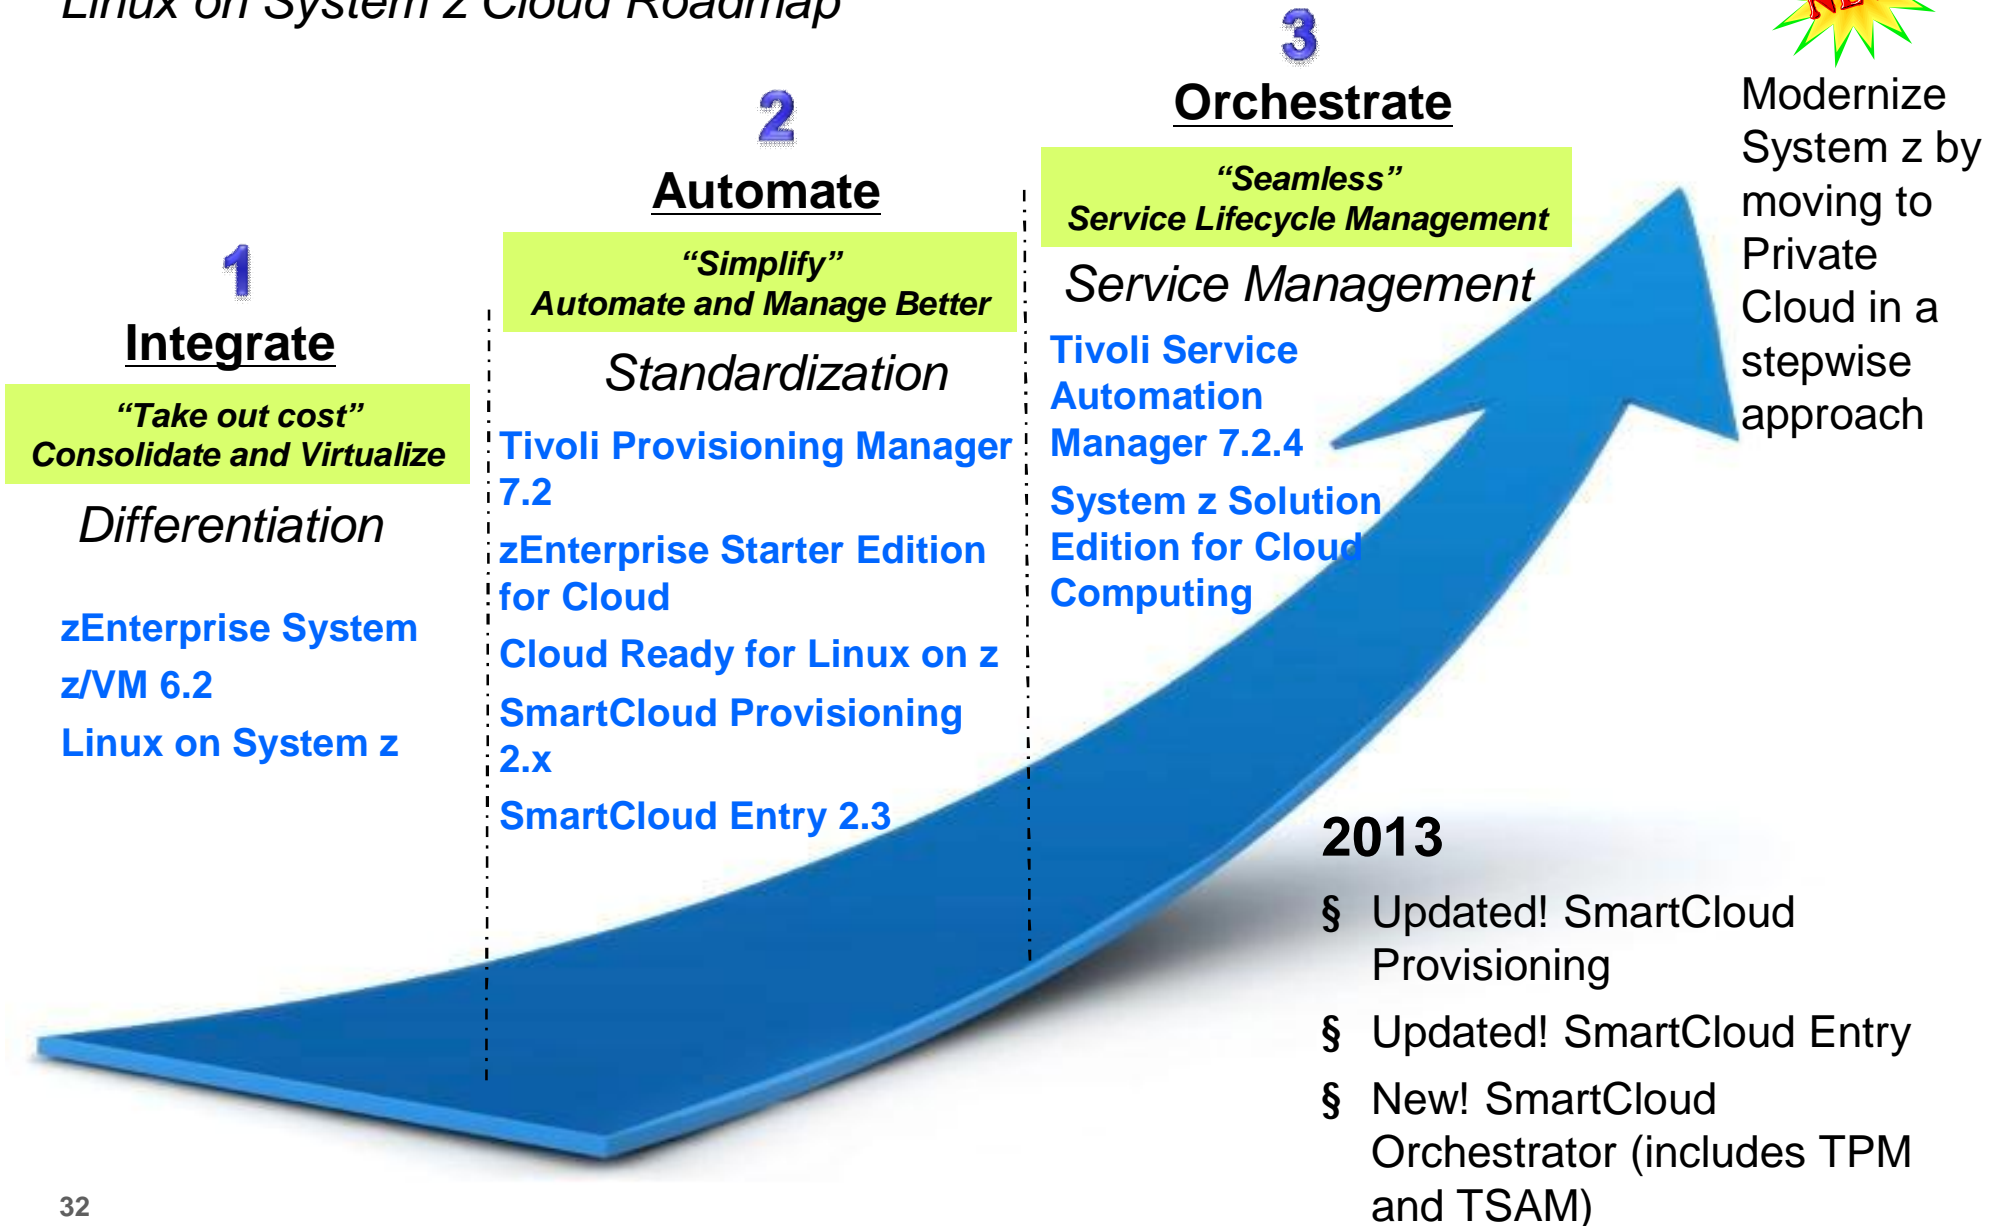 Linux on System z Cloud Roadmap
NEW
1
Integrate
“Take out cost”
Consolidate and Virtualize
Differentiation
zEnterprise System
z/VM 6.2
Linux on System z
2
Automate
“Simplify”
Automate and Manage Better
Standardization
Tivoli Provisioning Manager
7.2
zEnterprise Starter Edition
for Cloud
Cloud Ready for Linux on z
SmartCloud Provisioning
2.x
SmartCloud Entry 2.3
3
Orchestrate
“Seamless”
Service Lifecycle Management
Service Management
Tivoli Service
Automation
Manager 7.2.4
System z Solution
Edition for Cloud
Computing
Modernize
System z by
moving to
Private
Cloud in a
stepwise
approach
2013
§ Updated! SmartCloud
Provisioning
§ Updated! SmartCloud Entry
§ New! SmartCloud
Orchestrator (includes TPM
and TSAM)
32